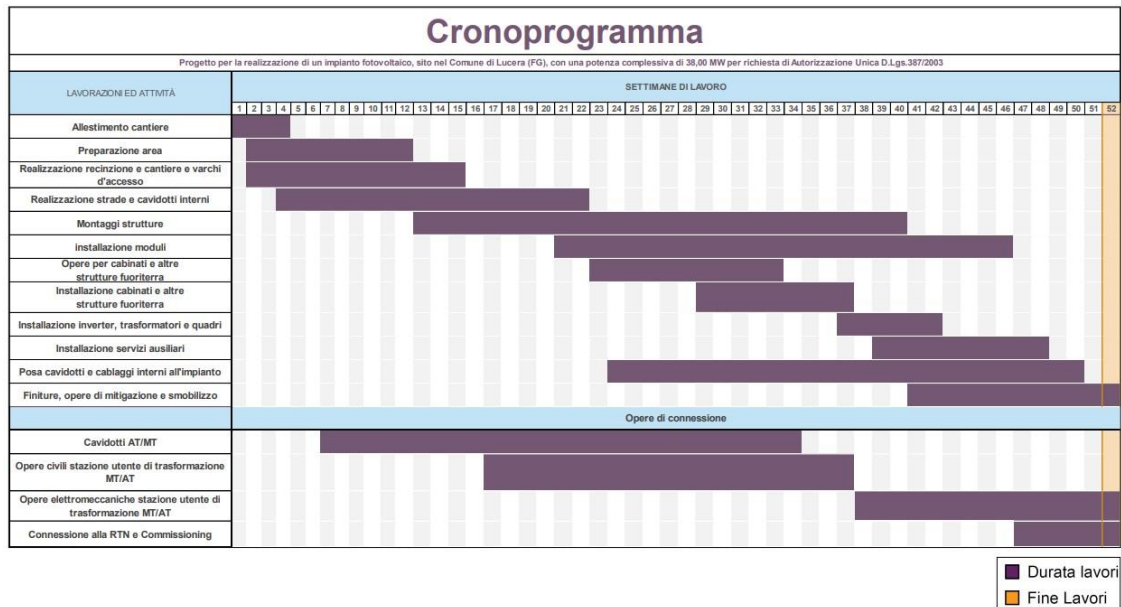 Cronoprogramma
Progetto per la realizzazione di un impianto fotovoltaico, sito nel Comune di Lucera (FG), con una potenza complessiva di 38,00 MW per richiesta di Autorizzazione Unica D.Lgs.387/2003
LAVORAZIONI ED ATTIVITÀ
SETTIMANE DI LAVORO
1 2 3 4 5 6 7 8 9 10 11 12 13 14 15 16 17 18 19 20 21 22 23 24 25 26 27 28 29 30 31 32 33 34 35 36 37 38 39 40 41 42 43 44 45 46 47 48 49 50 51 52
Allestimento cantiere
Preparazione area
Realizzazione recinzione e cantiere e varchi
d'accesso
Realizzazione strade e cavidotti interni
Montaggi strutture
installazione moduli
Opere per cabinati e altre
strutture fuoriterra
Installazione cabinati e altre
strutture fuoriterra
Installazione inverter, trasformatori e quadri
Installazione servizi ausiliari
Posa cavidotti e cablaggi interni all'impianto
Finiture, opere di mitigazione e smobilizzo
Opere di connessione
Cavidotti AT/MT
Opere civili stazione utente di trasformazione
MT/AT
Opere elettromeccaniche stazione utente di
trasformazione MT/AT
Connessione alla RTN e Commissioning
Durata lavori
Fine Lavori